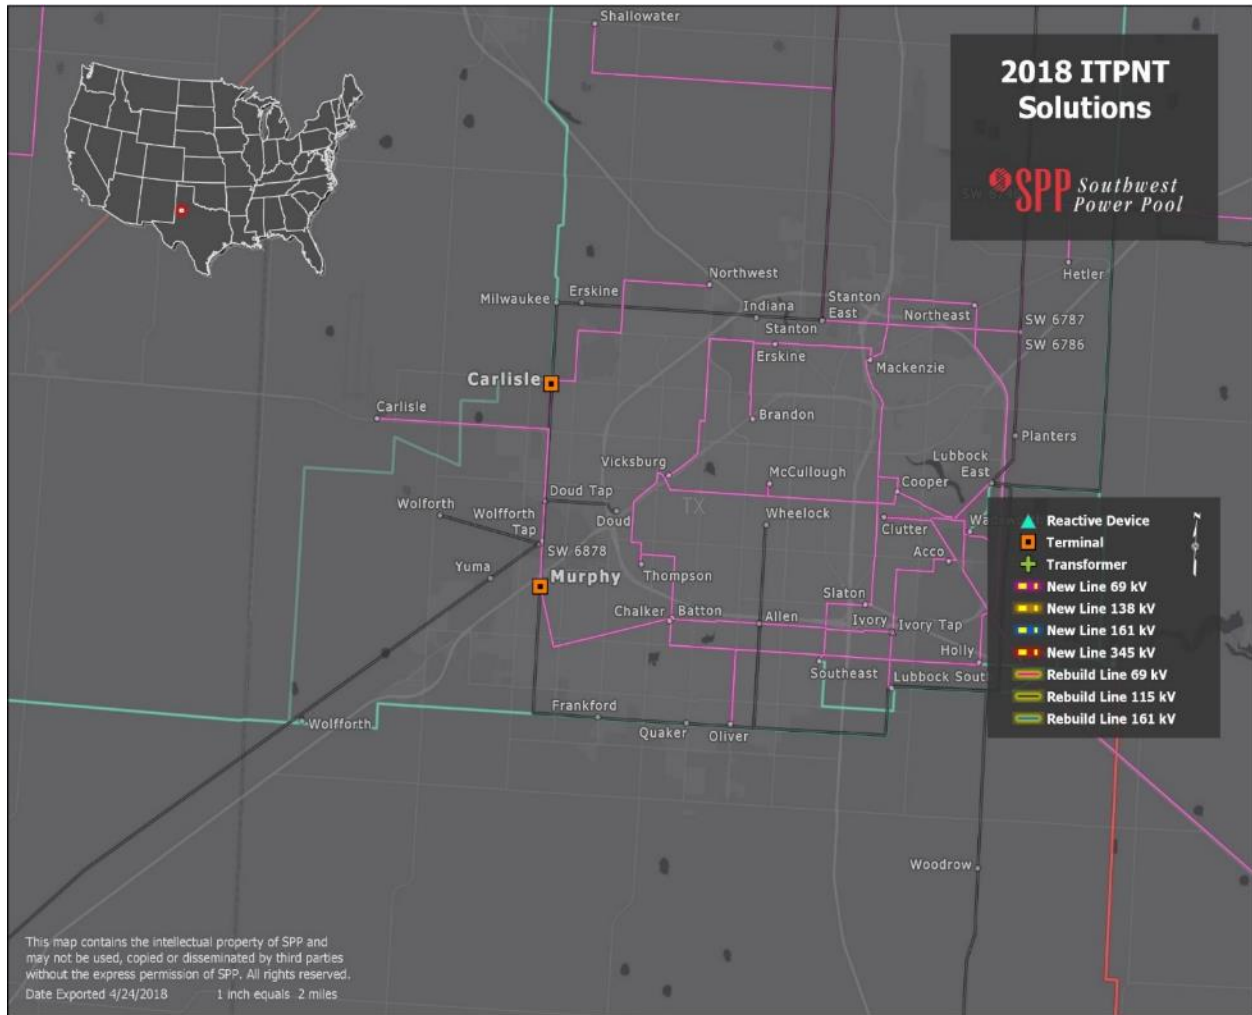 Shallowater
2018 ITPNT
Solutions
SPP Southwest
Power Pool
Hetler
Northwest
Milwaukee
Erskine
Indiana
Stanton
East
Northeast
SW 6787
Stanton
SW 6786
Erskine
Mackenzie
Carlisle
Carlisle
Brandon
Planters
Vicksburg
McCullough
Lubbock
East
Cooper
Doud Tap
Wolforth
Wolfforth
Tap
Doud
TX
Wheelock
Clutter
SW 6878
Acco
Yuma
Murphy
Thompson
Slaton
Chalker
Batton
Allen
Ivory
Ivory Tap
Holly
Southeast
Lubbock South
Reactive Device
Terminal
Transformer
New Line 69 kV
New Line 138 kV
New Line 161 kV
New Line 345 kV
Rebuild Line 69 kV
Rebuild Line 115 kV
Rebuild Line 161 kV
N
Wolfforth
Frankford
Quaker
Oliver
Woodrow
This map contains the intellectual property of SPP and
may not be used, copied or disseminated by third parties
without the express permission of SPP. All rights reserved.
Date Exported 4/24/2018 1 inch equals 2 miles